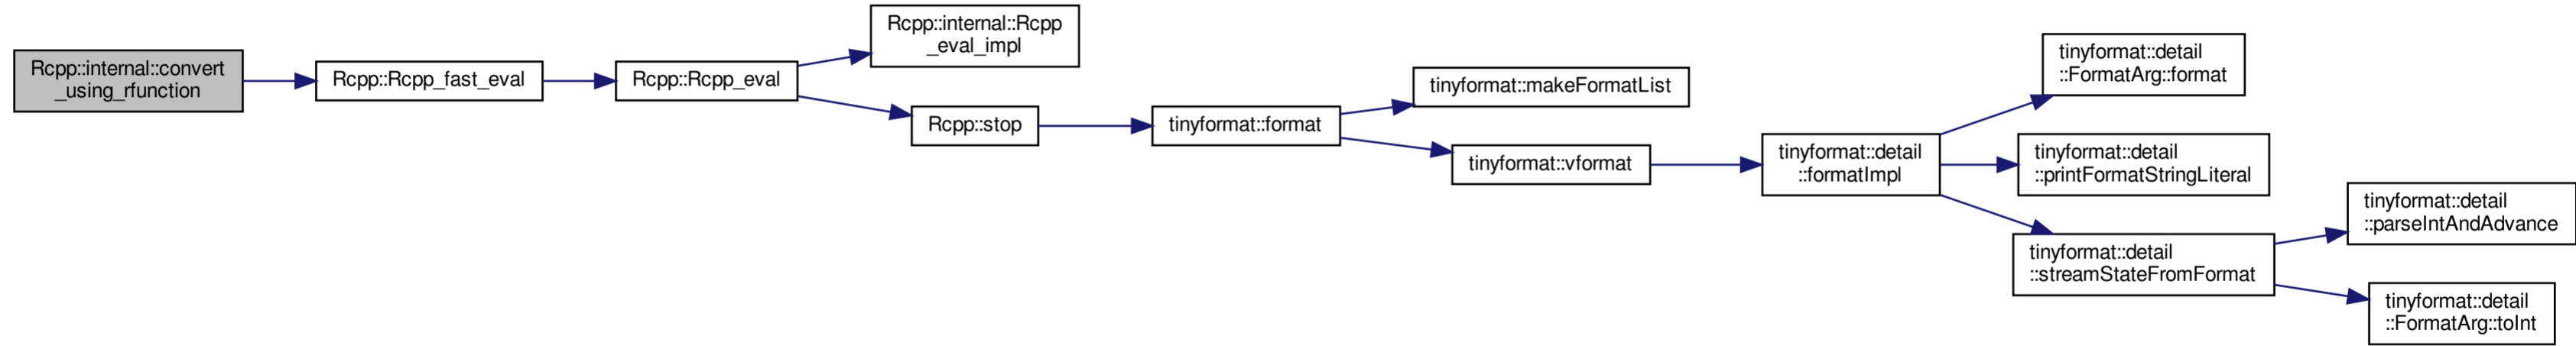 Rcpp::internal::convert
_using_rfunction
Rcpp::Rcpp_fast_eval
Rcpp::Rcpp_eval
Rcpp::internal::Rcpp
_eval_impl
Rcpp::stop
tinyformat::format
tinyformat::makeFormatList
tinyformat::vformat
tinyformat::detail
::formatImpl
tinyformat::detail
::FormatArg::format
tinyformat::detail
::printFormatStringLiteral
tinyformat::detail
::streamStateFromFormat
tinyformat::detail
::parseIntAndAdvance
tinyformat::detail
::FormatArg::toInt